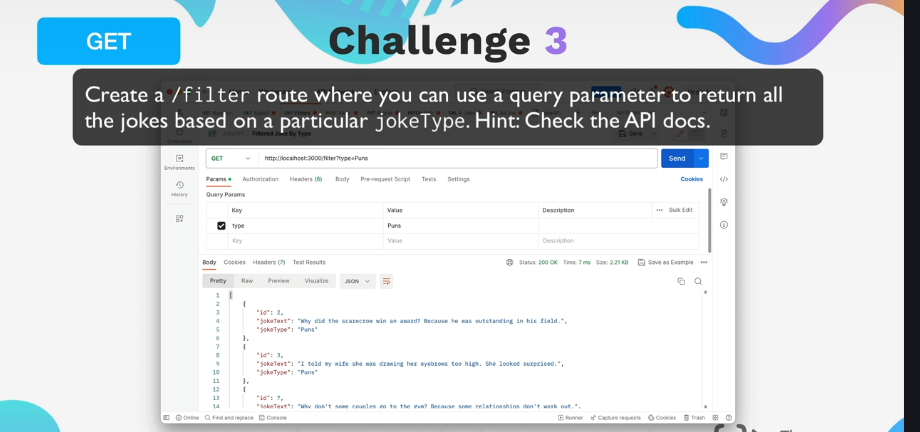 GET
Challenge 3
Create a /filter route where you can use a query parameter to return all
the jokes based on a particular jokeType. Hint: Check the API docs.
Filtered Jokes By Type
Save
GET http://localhost:3000/filter?type=Puns Send
Environments
History
Params Authorization Headers (6) Body Pre-request Script Tests Settings Cookies
Query Params
Key Value Description Bulk Edit
type Puns
Key Value Description
Body Cookies Headers (7) Test Results Status: 200 OK Time: 7 ms Size: 2.21 KB Save as Example
Pretty Raw Preview Visualize JSON
1 [
2 {
3 "id": 2,
4 "jokeText": "Why did the scarecrow win an award? Because he was outstanding in his field.",
5 "jokeType": "Puns"
6 },
7 {
8 "id": 3,
9 "jokeText": "I told my wife she was drawing her eyebrows too high. She looked surprised.",
10 "jokeType": "Puns"
11 },
12 {
13 "id": 7,
14 "jokeText": "Why don't some couples go to the gym? Because some relationships don't work out.",
Online Find and replace Console Runner Capture requests Cookies Trash